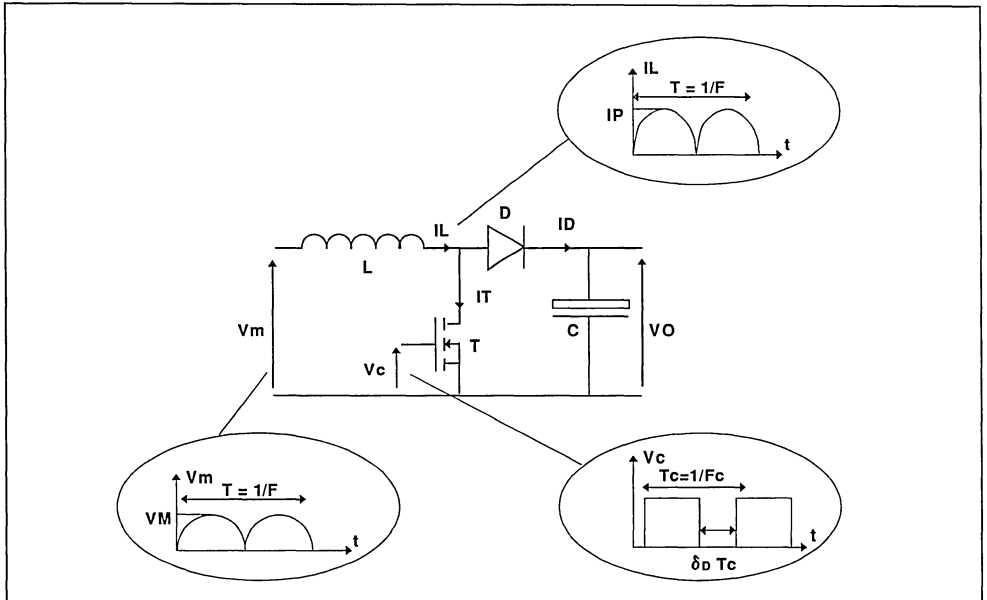 IL
T = 1/F
IP
t
D
IL
ID
L
IT
Vm
T
C
VO
Vc
Vm
T = 1/F
VM
t
Vc
Tc=1/Fc
t
δD Tc